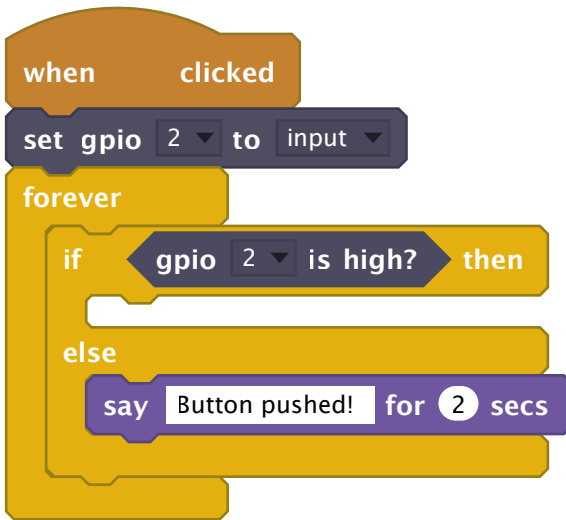 when clicked
set gpio 2 to input
forever
if gpio 2 is high? then
else
say Button pushed! for 2 secs